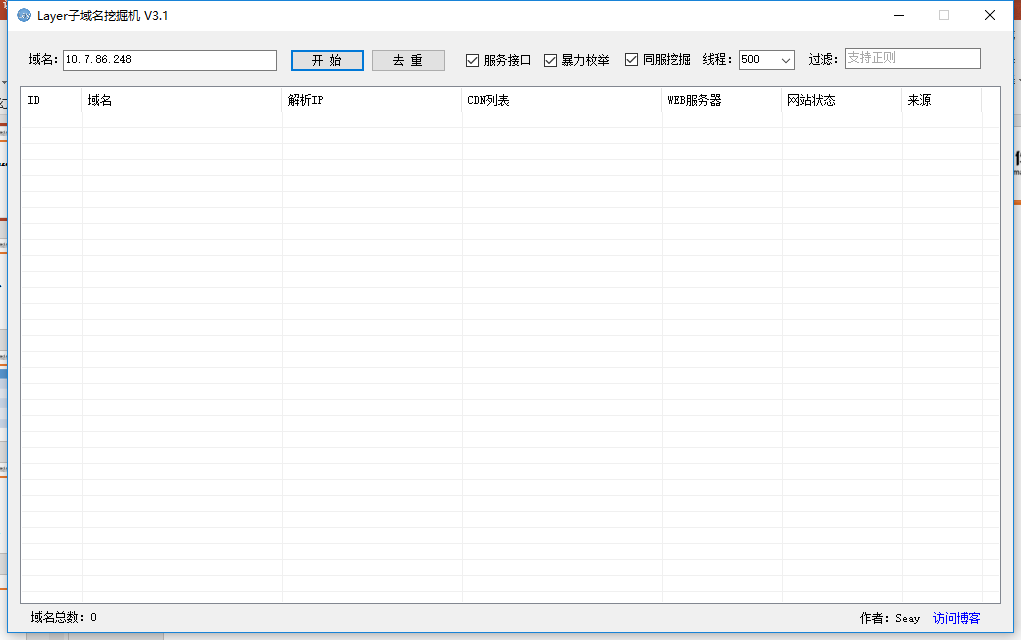 Layer子域名挖掘机 V3.1
域名: 10.7.86.248 开 始 去 重 服务接口 暴力枚举 同服挖掘 线程: 500 过滤: 支持正则
ID 域名 解析IP CDN列表 WEB服务器 网站状态 来源
域名总数: 0 作者: Seay 访问博客